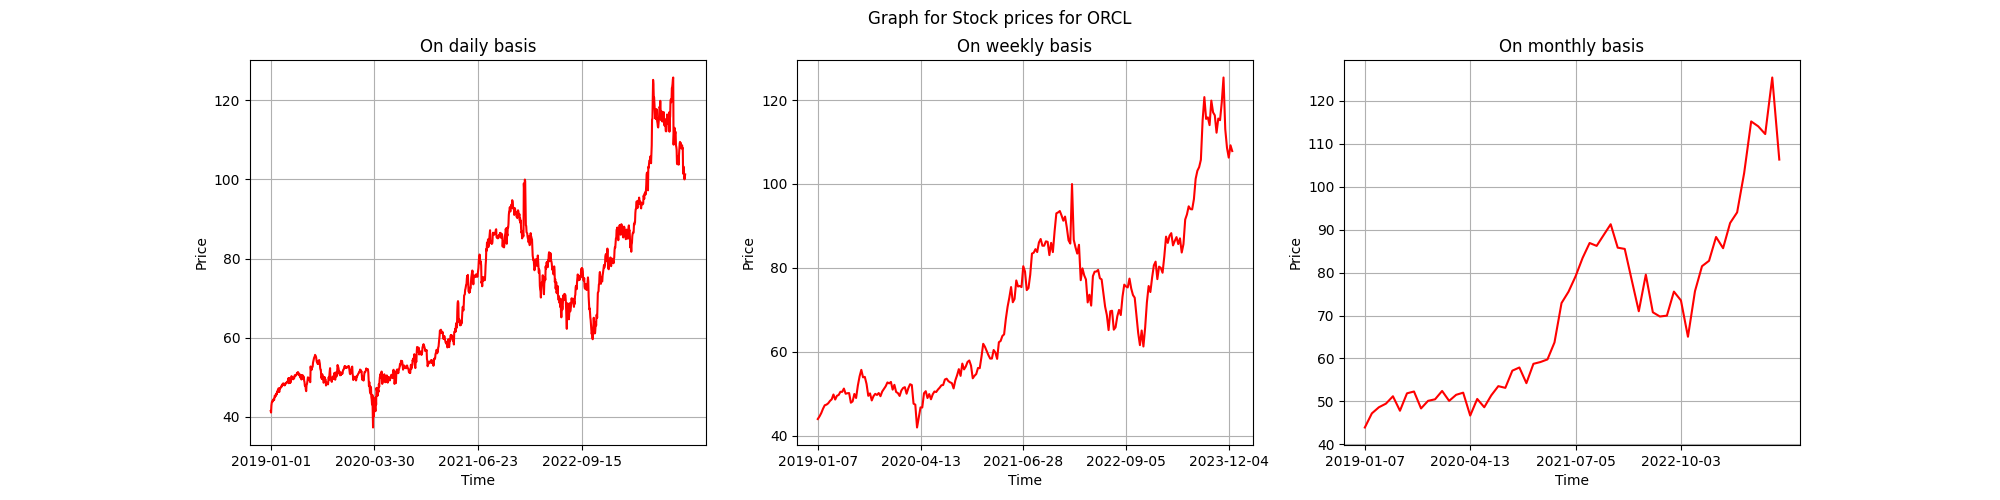 Graph for Stock prices for ORCL
On daily basis
Price
120
100
80
60
40
2019-01-01 2020-03-30 2021-06-23 2022-09-15
Time
On weekly basis
Price
120
100
80
60
40
2019-01-07 2020-04-13 2021-06-28 2022-09-05 2023-12-04
Time
On monthly basis
Price
120
110
100
90
80
70
60
50
40
2019-01-07 2020-04-13 2021-07-05 2022-10-03
Time